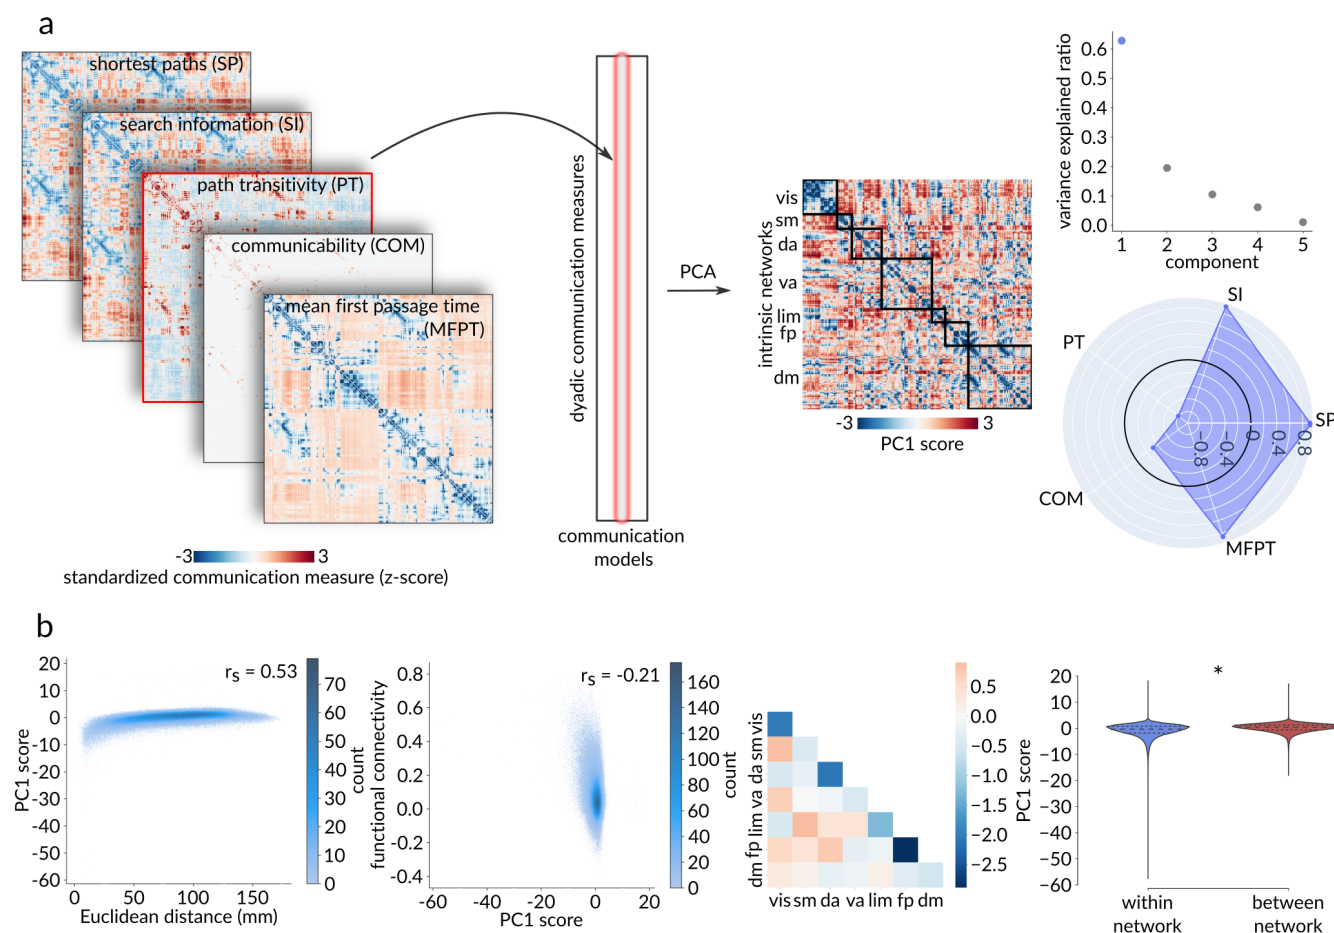 a
shortest paths (SP)
search information (SI)
path transitivity (PT)
communicability (COM)
mean first passage time
(MFPT)
-3
3
standardized communication measure (z-score)
dyadic communication measures
communication
models
PCA
intrinsic networks
vis
sm
da
va
lim
fp
dm
-3
3
PC1 score
variance explained ratio
0.6
0.5
0.4
0.3
0.2
0.1
0.0
1
2
3
4
5
component
SI
PT
SP
COM
MFPT
−0.8
−0.4
0
0.4
0.8
b
rs = 0.53
PC1 score
20
10
0
-10
-20
-30
-40
-50
-60
0
50
100
150
Euclidean distance (mm)
count
70
60
50
40
30
20
10
0
rs = -0.21
functional connectivity
0.8
0.6
0.4
0.2
0.0
-0.2
-0.4
-60
-40
-20
0
20
PC1 score
count
160
140
120
100
80
60
40
20
0
vis
sm
da
va
lim
fp
dm
vis sm da va lim fp dm
0.5
0.0
−0.5
−1.0
−1.5
−2.0
−2.5
PC1 score
20
10
0
−10
−20
−30
−40
−50
−60
*
within
network
between
network